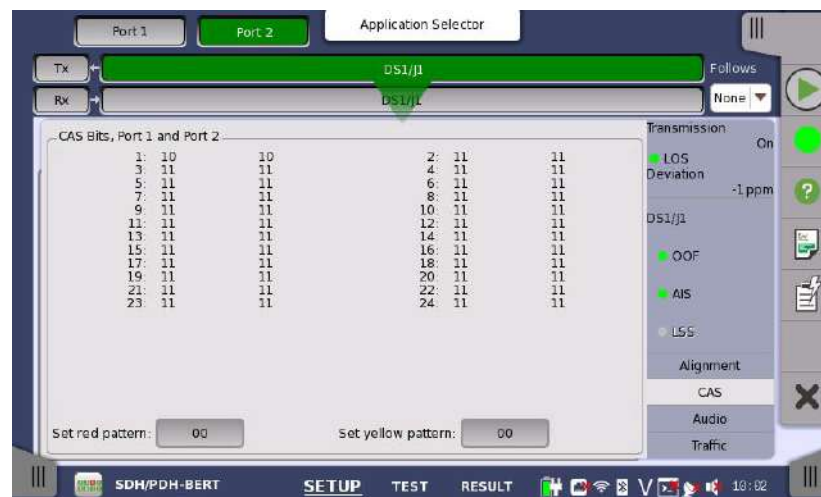 Port 1 Port 2 Application Selector
Tx DS1/J1 Follows
Rx DS1/J1 None
CAS Bits, Port 1 and Port 2 Transmission
On
1: 10 10 2: 11 11
LOS
3: 11 11 4: 11 11
Deviation
5: 11 11 6: 11 11
-1 ppm
7: 11 11 8: 11 11
9: 11 11 10: 11 11
DS1/J1
11: 11 11 12: 11 11
13: 11 11 14: 11 11
15: 11 11 16: 11 11
OOF
17: 11 11 18: 11 11
19: 11 11 20: 11 11
21: 11 11 22: 11 11
AIS
23: 11 11 24: 11 11
LSS
Alignment
CAS
Audio
Set red pattern: 00 Set yellow pattern: 00
Traffic
SDH/PDH-BERT SETUP TEST RESULT 18:02